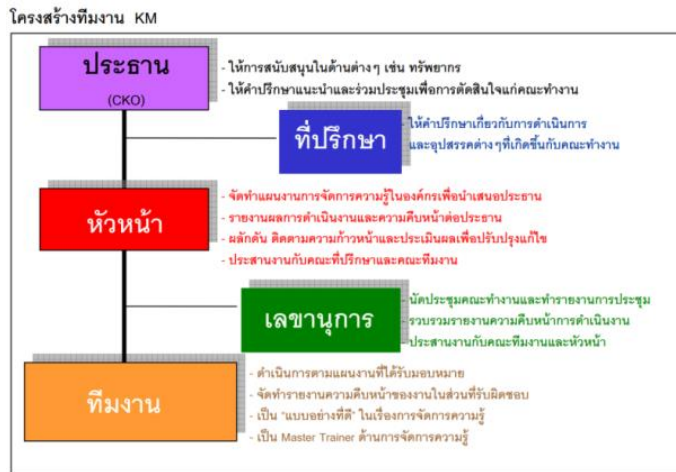 โครงสร้างทีมงาน KM
ประธาน
(CKO)
- ให้การสนับสนุนในด้านต่างๆ เช่น ทรัพยากร
- ให้คำปรึกษาแนะนำและร่วมประชุมเพื่อการตัดสินใจแก่คณะทำงาน
ที่ปรึกษา
- ให้คำปรึกษาเกี่ยวกับการดำเนินการ
และอุปสรรคต่างๆที่เกิดขึ้นกับคณะทำงาน
หัวหน้า
- จัดทำแผนงานการจัดการความรู้ในองค์กรเพื่อนำเสนอประธาน
- รายงานผลการดำเนินงานและความคืบหน้าต่อประธาน
- ผลักดัน ติดตามความก้าวหน้าและประเมินผลเพื่อปรับปรุงแก้ไข
- ประสานงานกับคณะที่ปรึกษาและคณะทีมงาน
เลขานุการ
- นัดประชุมคณะทำงานและทำรายงานการประชุม
- รวบรวมรายงานความคืบหน้าการดำเนินงาน
- ประสานงานกับคณะทีมงานและหัวหน้า
ทีมงาน
- ดำเนินการตามแผนงานที่ได้รับมอบหมาย
- จัดทำรายงานความคืบหน้าของงานในส่วนที่รับผิดชอบ
- เป็น "แบบอย่างที่ดี" ในเรื่องการจัดการความรู้
- เป็น Master Trainer ด้านการจัดการความรู้